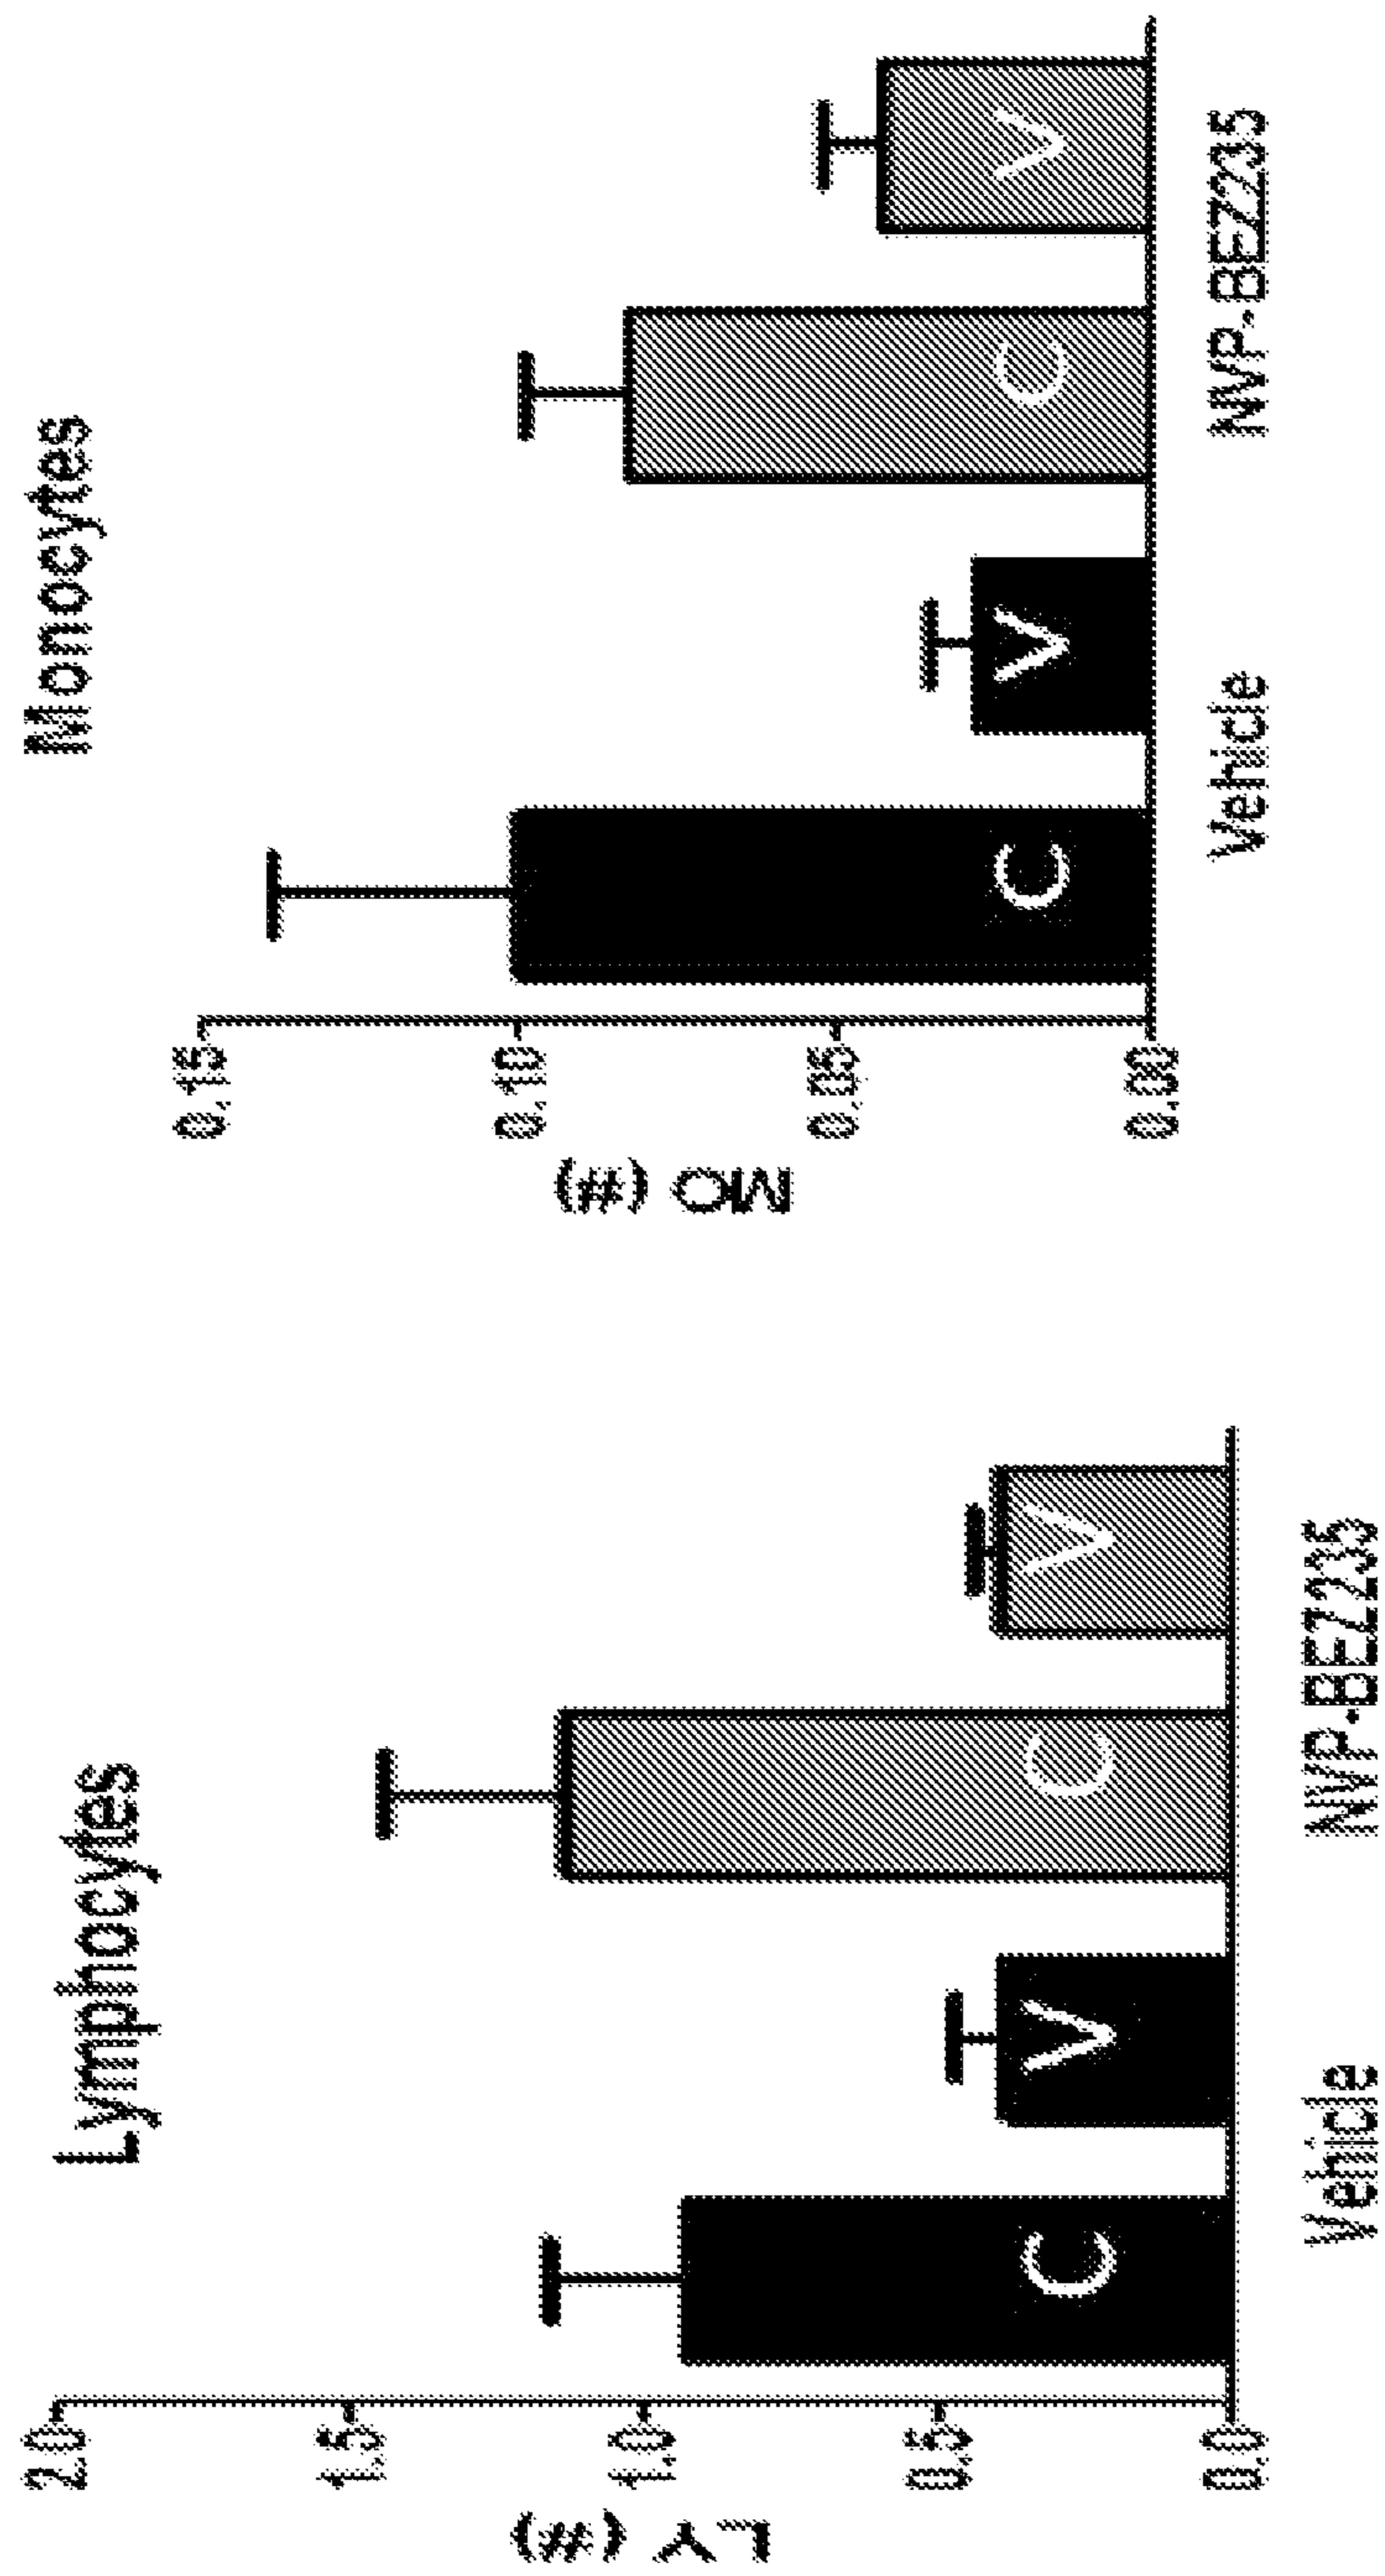 Lymphocytes
LY (#)
2.0
1.5
1.0
0.5
0.0
C
V
C
V
Vehicle
NVP-BEZ235
Monocytes
MO (#)
0.15
0.10
0.05
0.00
C
V
C
V
Vehicle
NVP-BEZ235